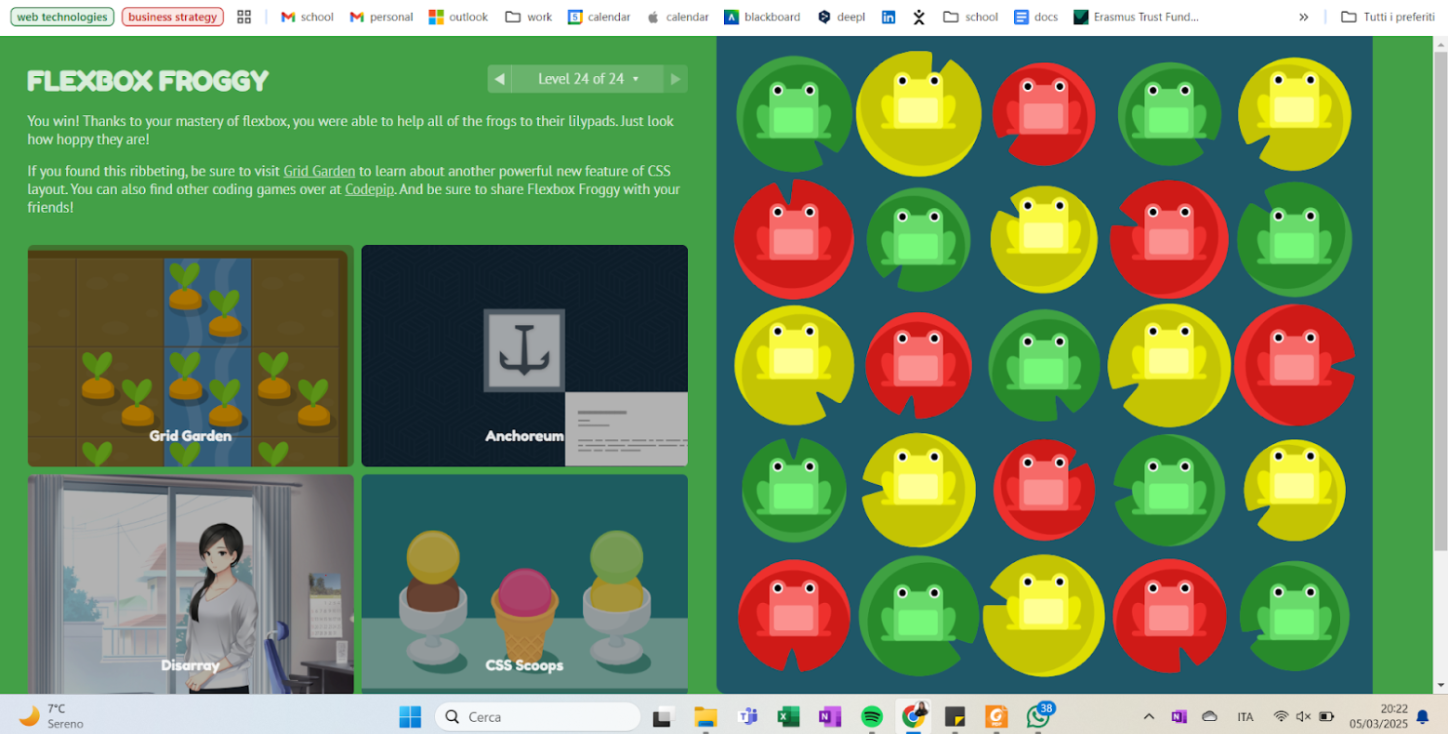 web technologies business strategy school personal outlook work calendar calendar blackboard deepl school docs Erasmus Trust Fund... » Tutti i preferiti
FLEXBOX FROGGY
Level 24 of 24
You win! Thanks to your mastery of flexbox, you were able to help all of the frogs to their lilypads. Just look
how hoppy they are!
If you found this ribbeting, be sure to visit Grid Garden to learn about another powerful new feature of CSS
layout. You can also find other coding games over at Codepip. And be sure to share Flexbox Froggy with your
friends!
Grid Garden
Anchoreum
Disarray
CSS Scoops
7°C
Sereno
Cerca
38
ITA
20:22
05/03/2025